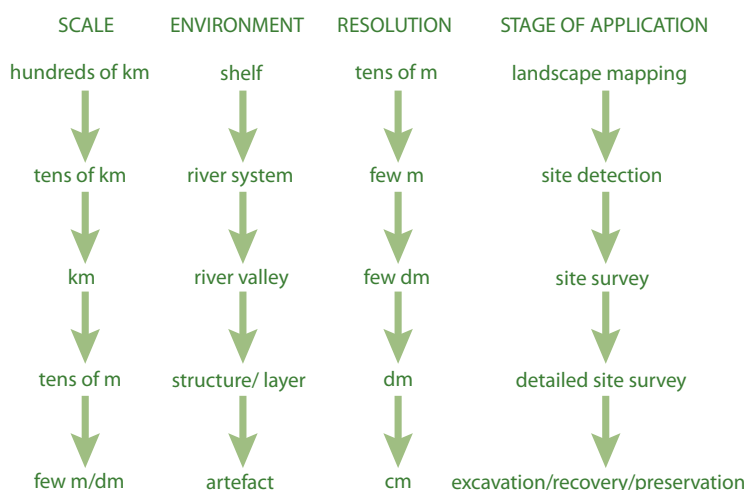 SCALE ENVIRONMENT RESOLUTION STAGE OF APPLICATION
hundreds of km shelf tens of m landscape mapping
tens of km river system few m site detection
km river valley few dm site survey
tens of m structure/ layer dm detailed site survey
few m/dm artefact cm excavation/recovery/preservation